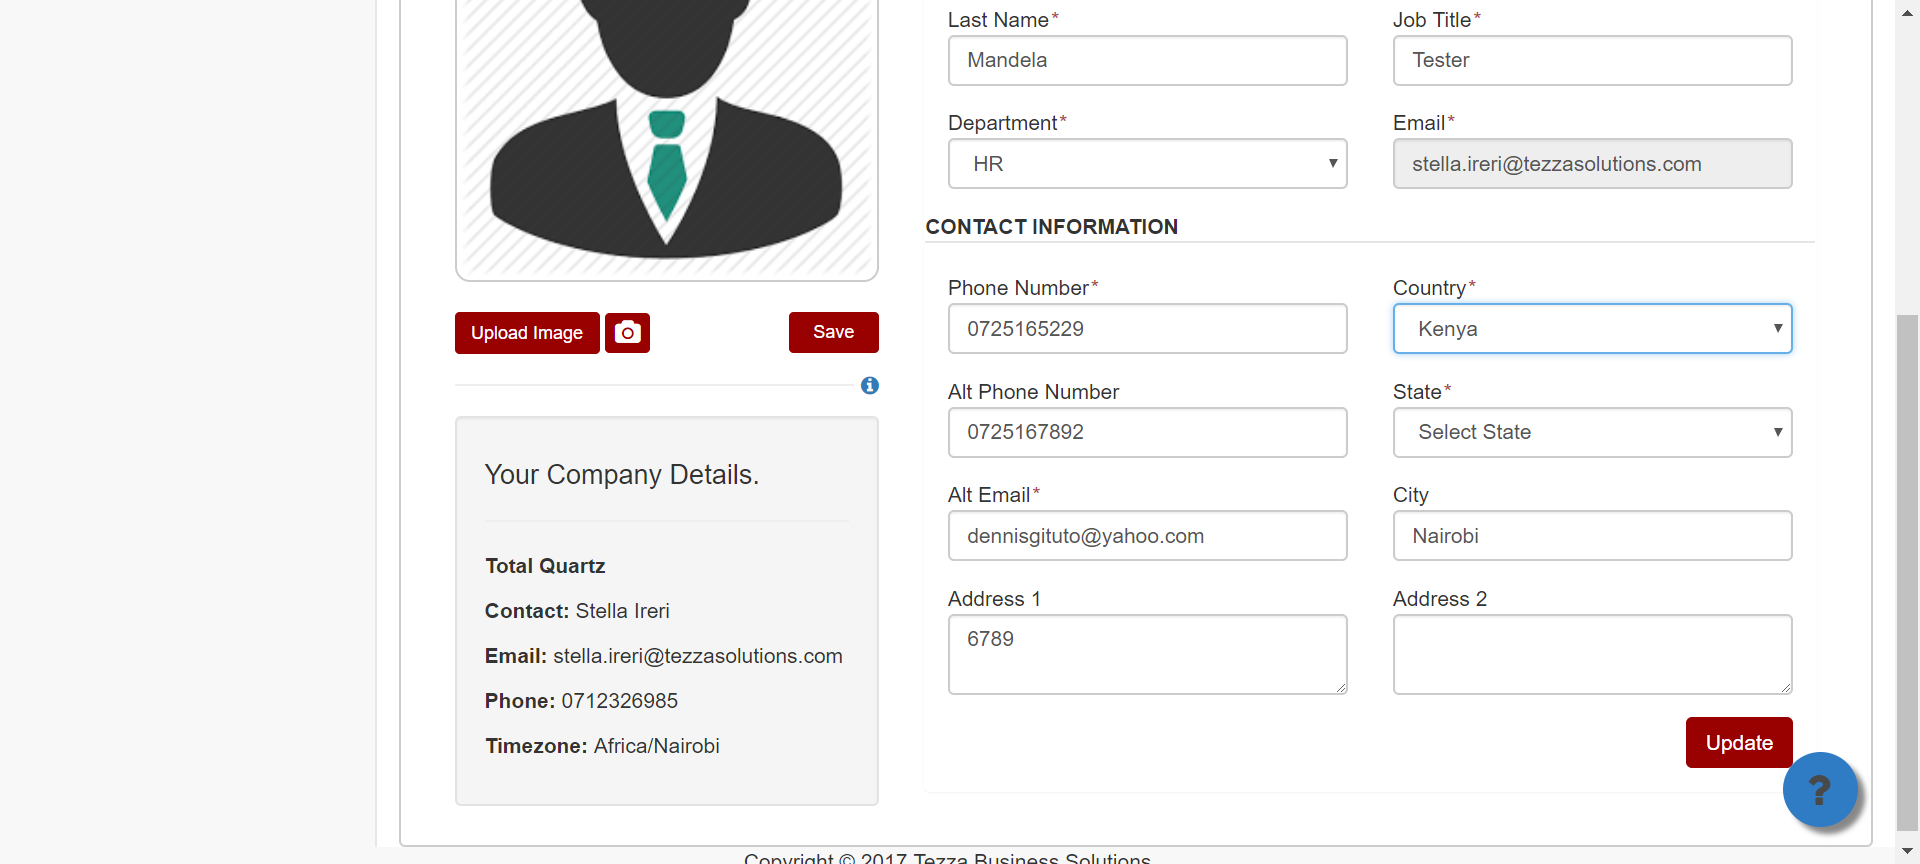 Last Name*
Mandela
Job Title*
Tester
Department*
HR
Email*
stella.ireri@tezzasolutions.com
CONTACT INFORMATION
Phone Number*
0725165229
Country*
Kenya
Alt Phone Number
0725167892
State*
Select State
Alt Email*
dennisgituto@yahoo.com
City
Nairobi
Address 1
6789
Address 2
Update
Upload Image
Save
Your Company Details.
Total Quartz
Contact: Stella Ireri
Email: stella.ireri@tezzasolutions.com
Phone: 0712326985
Timezone: Africa/Nairobi
?
Copyright © 2017 Tezza Business Solutions